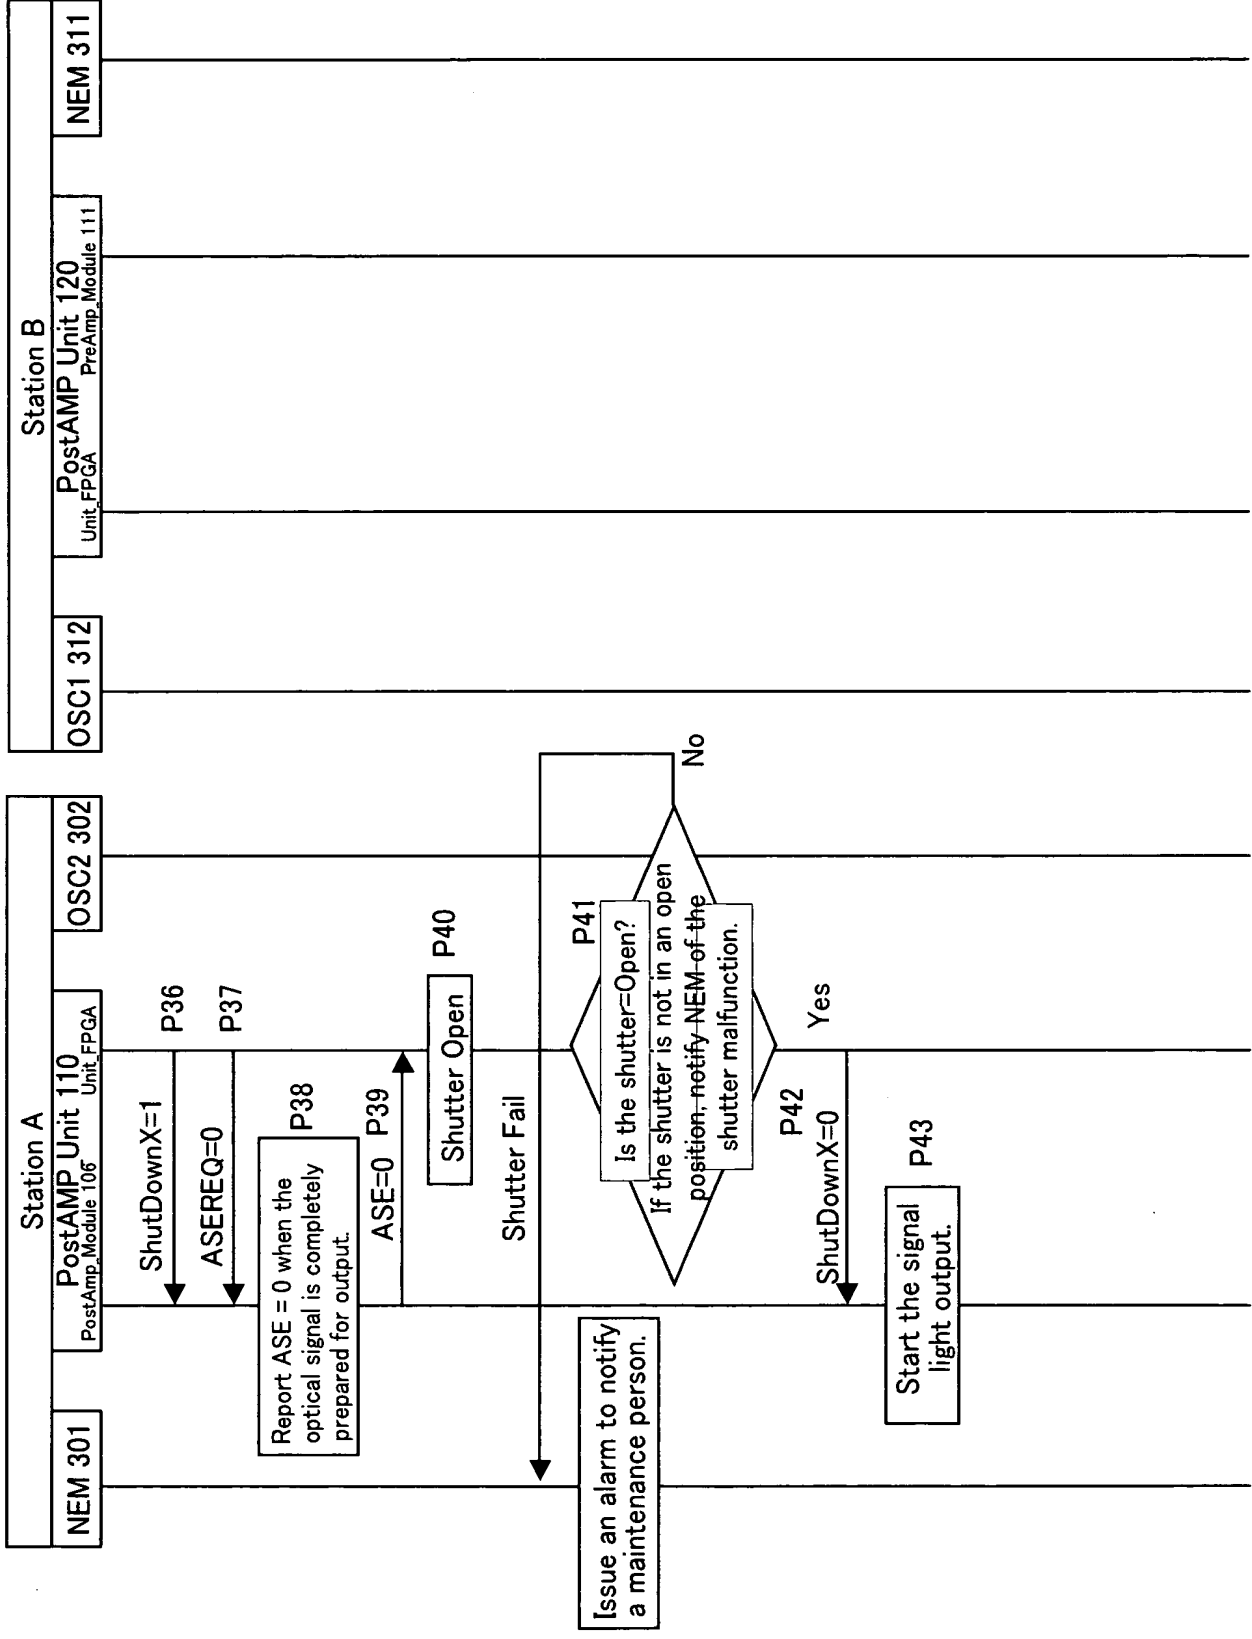 Station A
NEM 301
PostAMP Unit 110
PostAmp_Module 106
Unit_FPGA
OSC2 302
Station B
OSC1 312
PostAMP Unit 120
Unit_FPGA
PreAmp_Module 111
NEM 311
ShutDownX=1
P36
ASEREQ=0
P37
P38
Report ASE = 0 when the
optical signal is completely
prepared for output.
ASE=0
P39
P40
Shutter Open
Shutter Fail
P41
Is the shutter=Open?
If the shutter is not in an open
position, notify NEM of the
shutter malfunction.
No
Issue an alarm to notify
a maintenance person.
Yes
P42
ShutDownX=0
P43
Start the signal
light output.